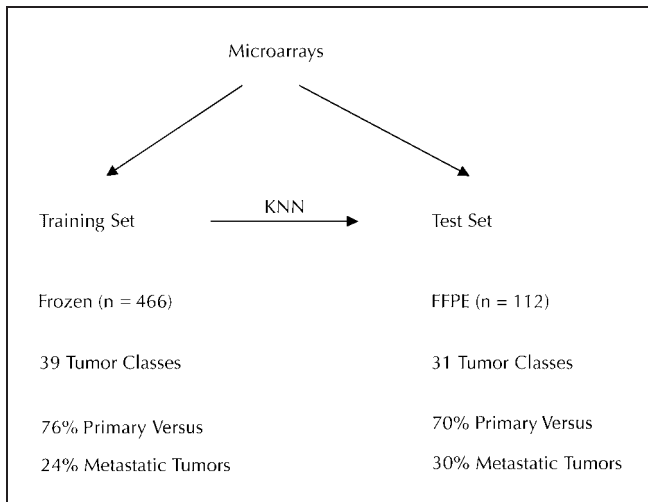 Microarrays
KNN
Training Set
Test Set
Frozen (n = 466)
FFPE (n = 112)
39 Tumor Classes
31 Tumor Classes
76% Primary Versus
24% Metastatic Tumors
70% Primary Versus
30% Metastatic Tumors